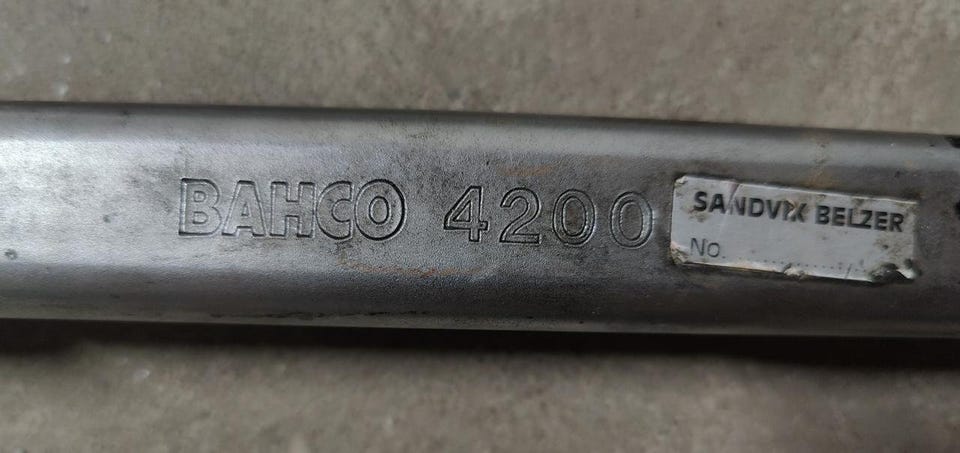 BAHCO 4200
SANDVIK BELZER
No.............